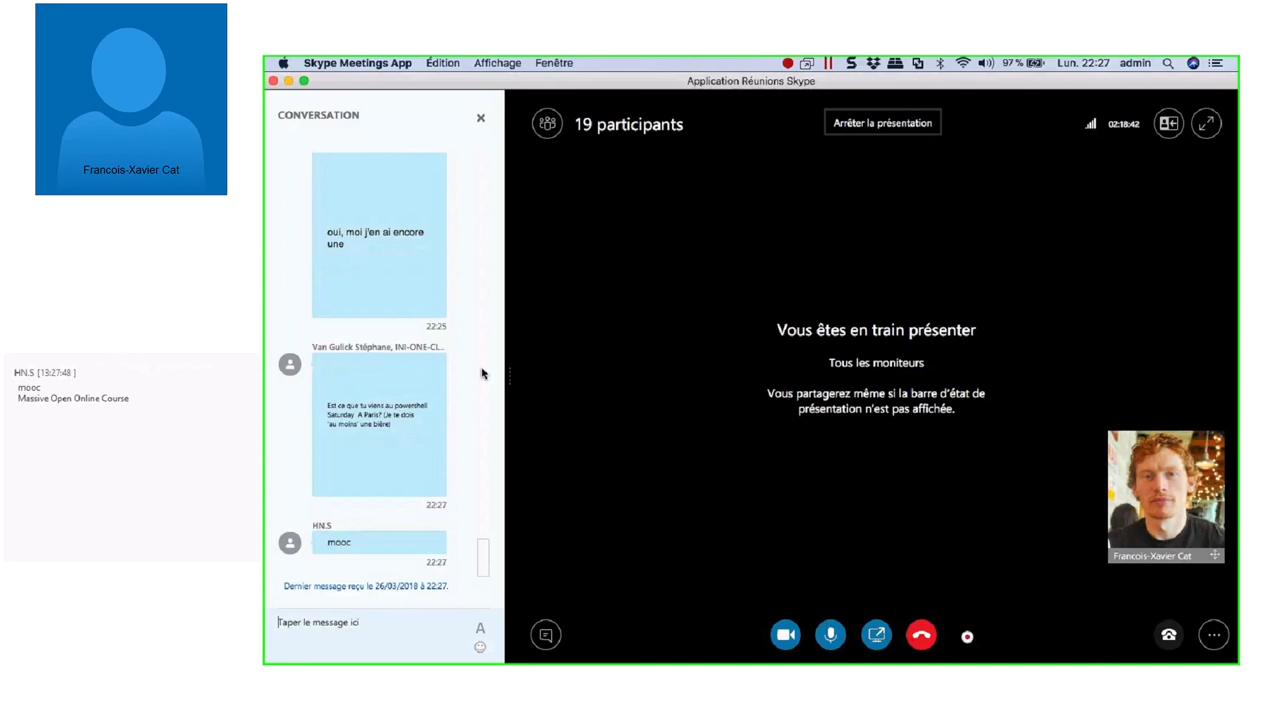 Francois-Xavier Cat
HN.S [13:27:48 ]
mooc
Massive Open Online Course
Skype Meetings App Édition Affichage Fenêtre
97 % Lun. 22:27 admin
Application Réunions Skype
CONVERSATION
oui, moi j'en ai encore
une
22:25
Van Gulick Stéphane, INI-ONE-CL...
Est ce que tu viens au powershell
Saturday A Paris? (Je te dois
'au moins' une bière)
22:27
HN.S
mooc
22:27
Dernier message reçu le 26/03/2018 à 22:27.
Taper le message ici
A
19 participants
Arrêter la présentation
02:18:42
Vous êtes en train présenter
Tous les moniteurs
Vous partagerez même si la barre d'état de
présentation n'est pas affichée.
Francois-Xavier Cat